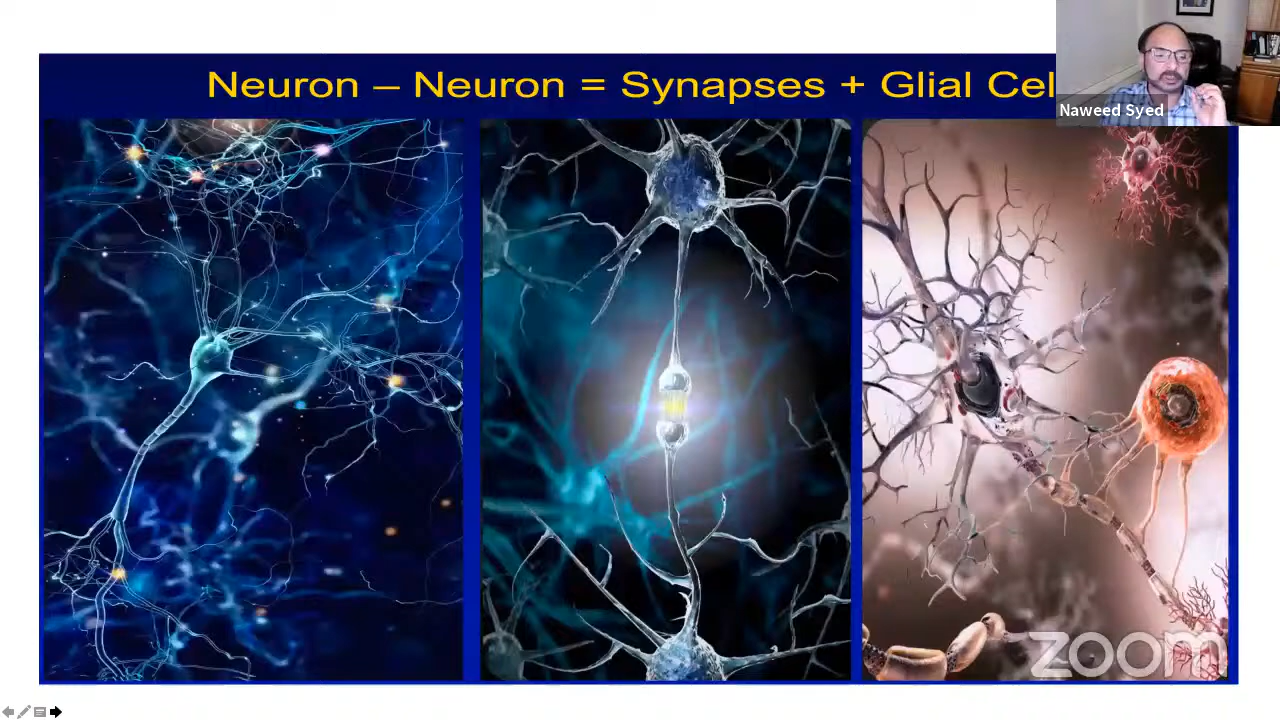 Neuron – Neuron = Synapses + Glial Cel
Naweed Syed
zoom